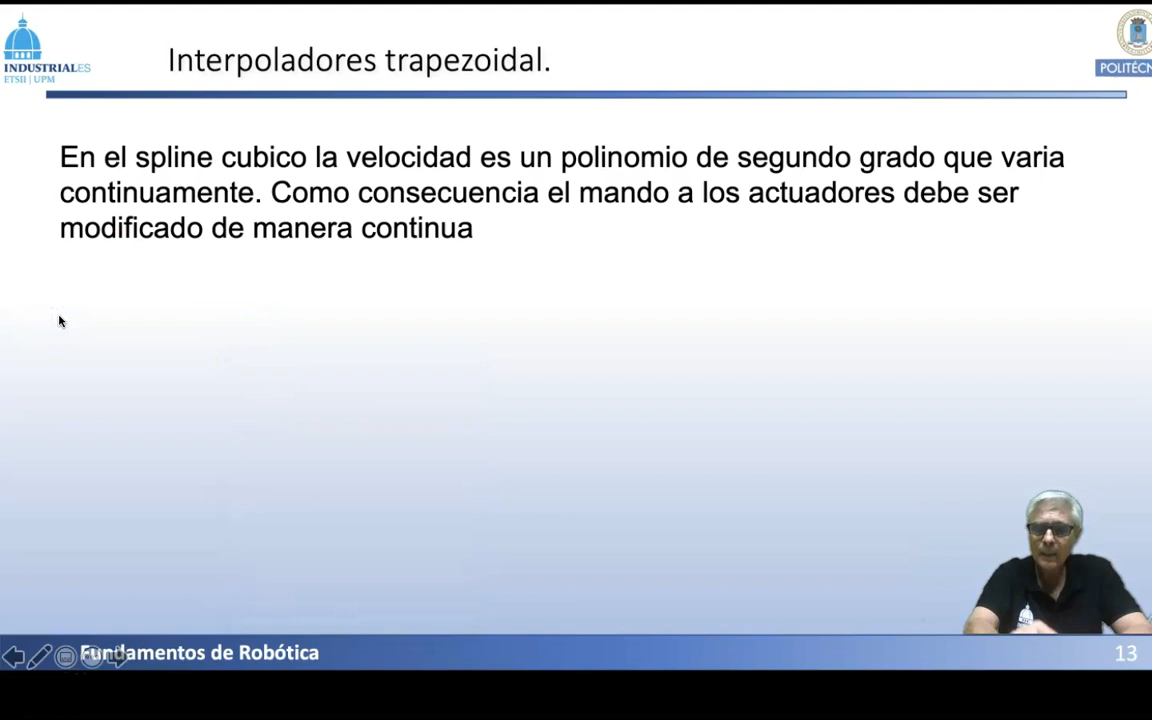 INDUSTRIALES
ETSII | UPM
Interpoladores trapezoidal.
POLITÉCN
En el spline cubico la velocidad es un polinomio de segundo grado que varia
continuamente. Como consecuencia el mando a los actuadores debe ser
modificado de manera continua
Fundamentos de Robótica
13